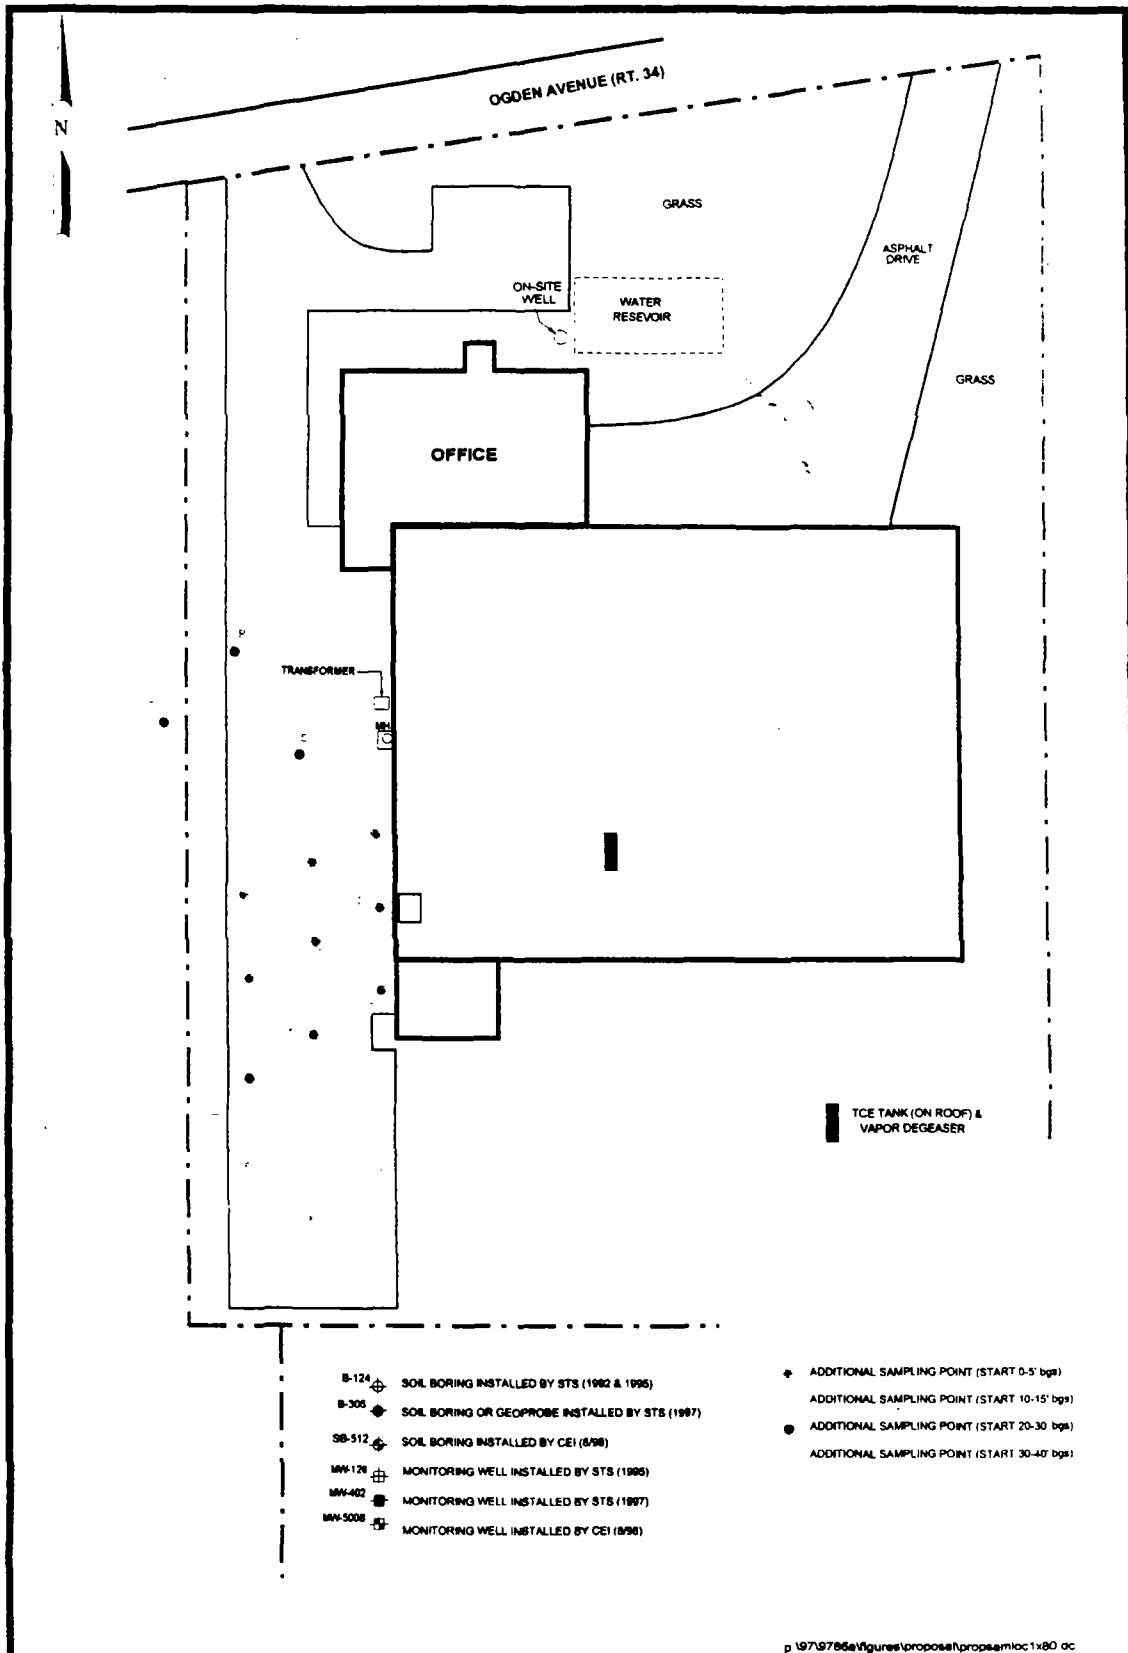 N
OGDEN AVENUE (RT. 34)
GRASS
ASPHALT
DRIVE
ON-SITE
WELL
WATER
RESEVOIR
GRASS
OFFICE
TRANSFORMER
MH
TCE TANK (ON ROOF) &
VAPOR DEGEASER
B-124 SOIL BORING INSTALLED BY STS (1992 & 1995)
B-305 SOIL BORING OR GEOPROBE INSTALLED BY STS (1997)
SB-512 SOIL BORING INSTALLED BY CEI (8/98)
MW-126 MONITORING WELL INSTALLED BY STS (1995)
MW-402 MONITORING WELL INSTALLED BY STS (1997)
MW-500B MONITORING WELL INSTALLED BY CEI (8/98)
ADDITIONAL SAMPLING POINT (START 0-5' bgs)
ADDITIONAL SAMPLING POINT (START 10-15' bgs)
ADDITIONAL SAMPLING POINT (START 20-30 bgs)
ADDITIONAL SAMPLING POINT (START 30-40' bgs)